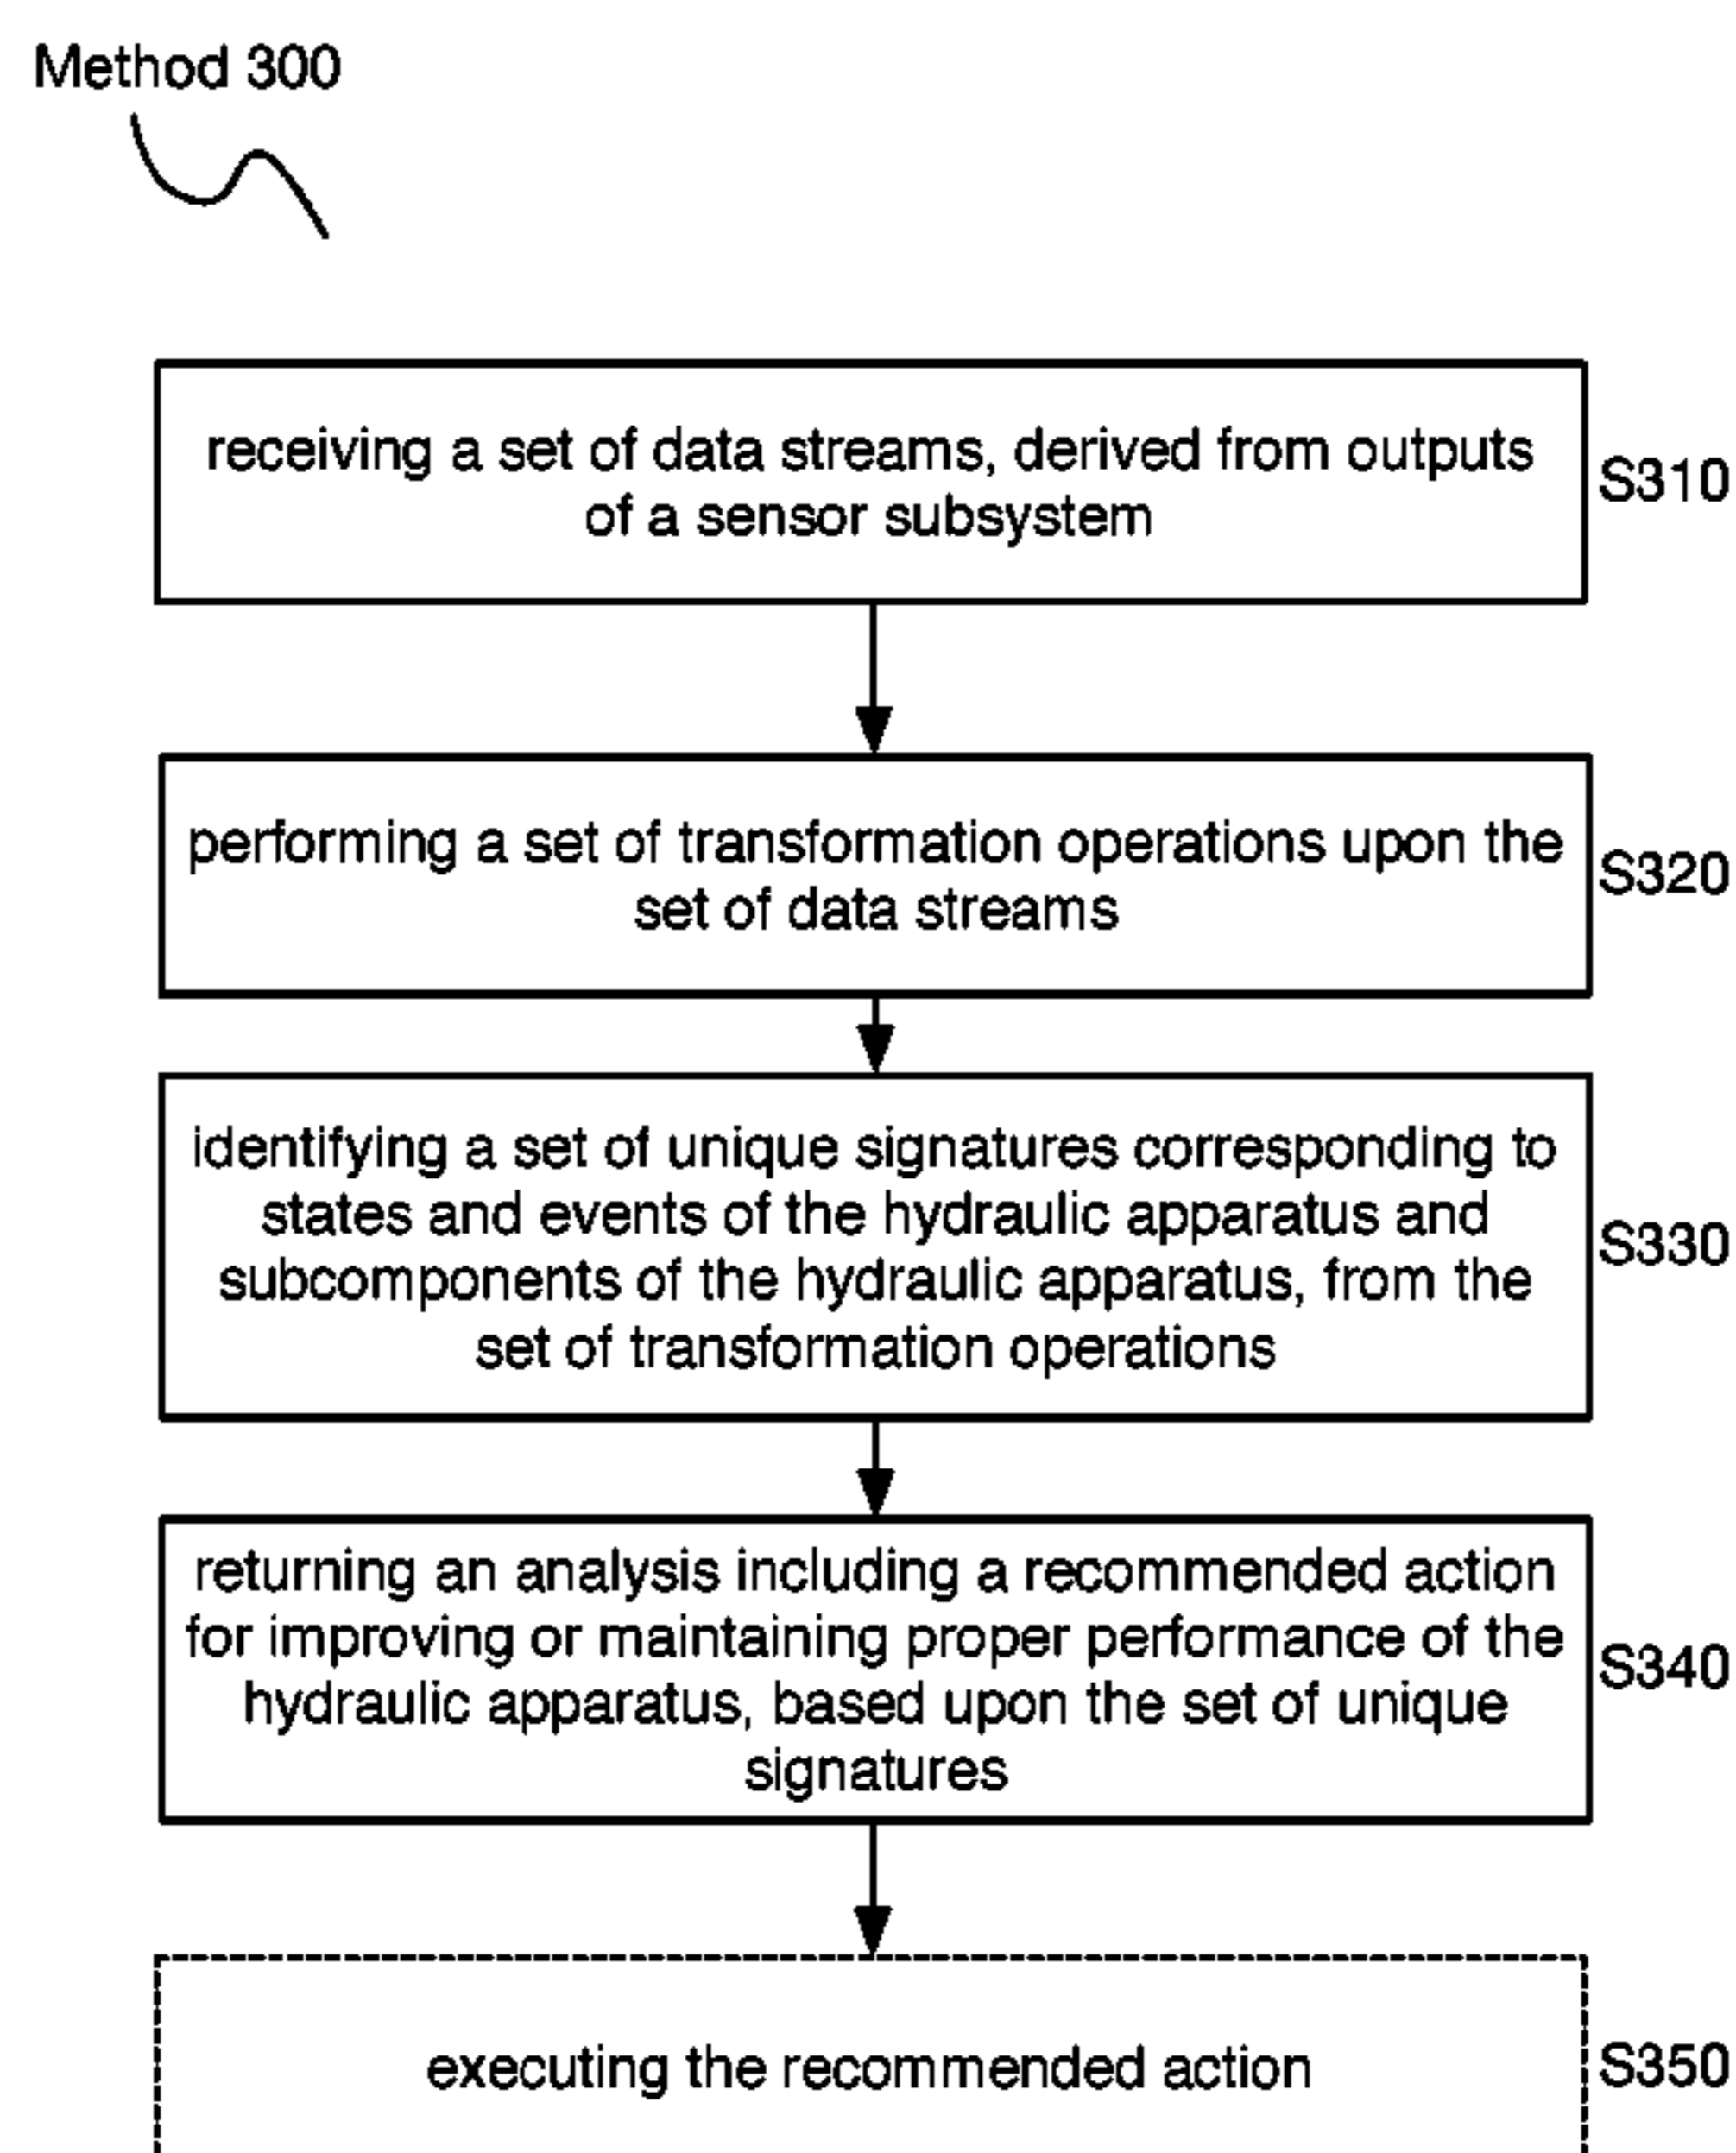 Method 300
receiving a set of data streams, derived from outputs
of a sensor subsystem
S310
performing a set of transformation operations upon the
set of data streams
S320
identifying a set of unique signatures corresponding to
states and events of the hydraulic apparatus and
subcomponents of the hydraulic apparatus, from the
set of transformation operations
S330
returning an analysis including a recommended action
for improving or maintaining proper performance of the
hydraulic apparatus, based upon the set of unique
signatures
S340
executing the recommended action
S350